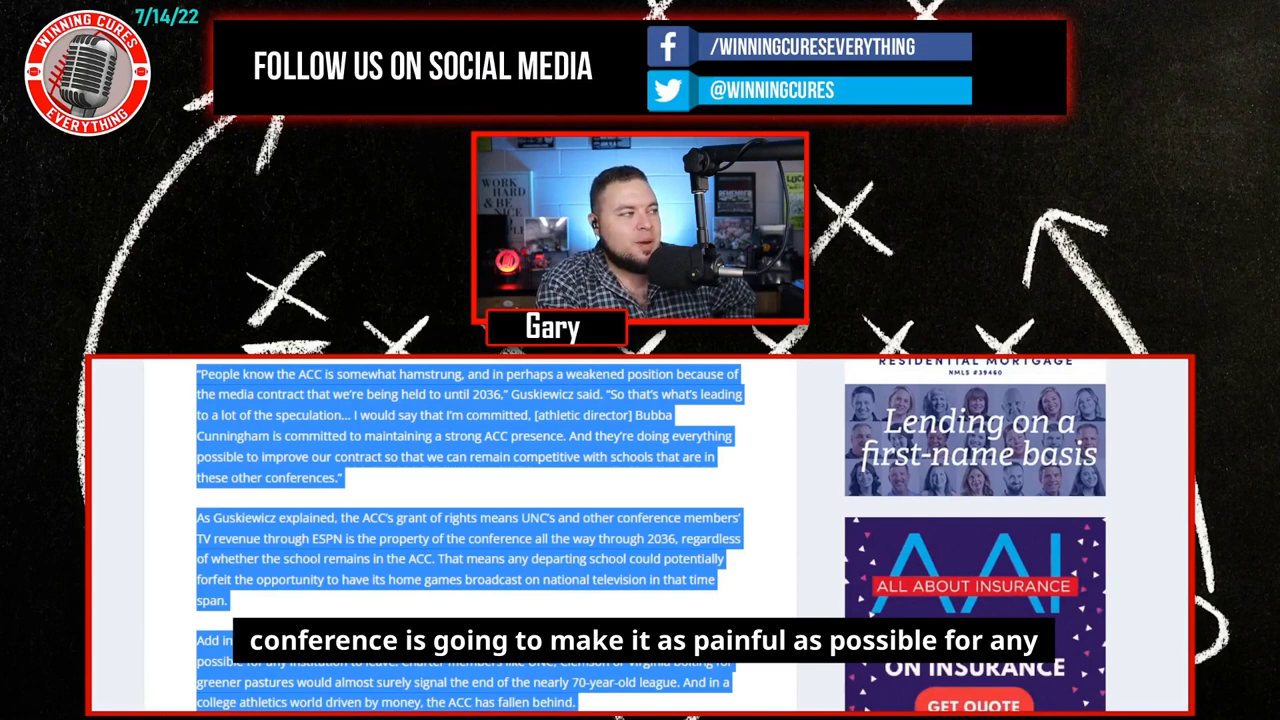 7/14/22
WINNING CURES
EVERYTHING
FOLLOW US ON SOCIAL MEDIA
/WINNINGCURESEVERYTHING
@WINNINGCURES
WORK
HARD
& BE
NICE
Gary
“People know the ACC is somewhat hamstrung, and in perhaps a weakened position because of
the media contract that we’re being held to until 2036,” Guskiewicz said. “So that’s what’s leading
to a lot of the speculation... I would say that I’m committed, [athletic director] Bubba
Cunningham is committed to maintaining a strong ACC presence. And they’re doing everything
possible to improve our contract so that we can remain competitive with schools that are in
these other conferences.”
As Guskiewicz explained, the ACC’s grant of rights means UNC’s and other conference members’
TV revenue through ESPN is the property of the conference all the way through 2036, regardless
of whether the school remains in the ACC. That means any departing school could potentially
forfeit the opportunity to have its home games broadcast on national television in that time
span.
Add in
conference is going to make it as painful as possible for any
greener pastures would almost surely signal the end of the nearly 70-year-old league. And in a
college athletics world driven by money, the ACC has fallen behind.
RESIDENTIAL MORTGAGE
NMLS #39460
Lending on a
first-name basis
AAI
ALL ABOUT INSURANCE
ON INSURANCE
GET QUOTE